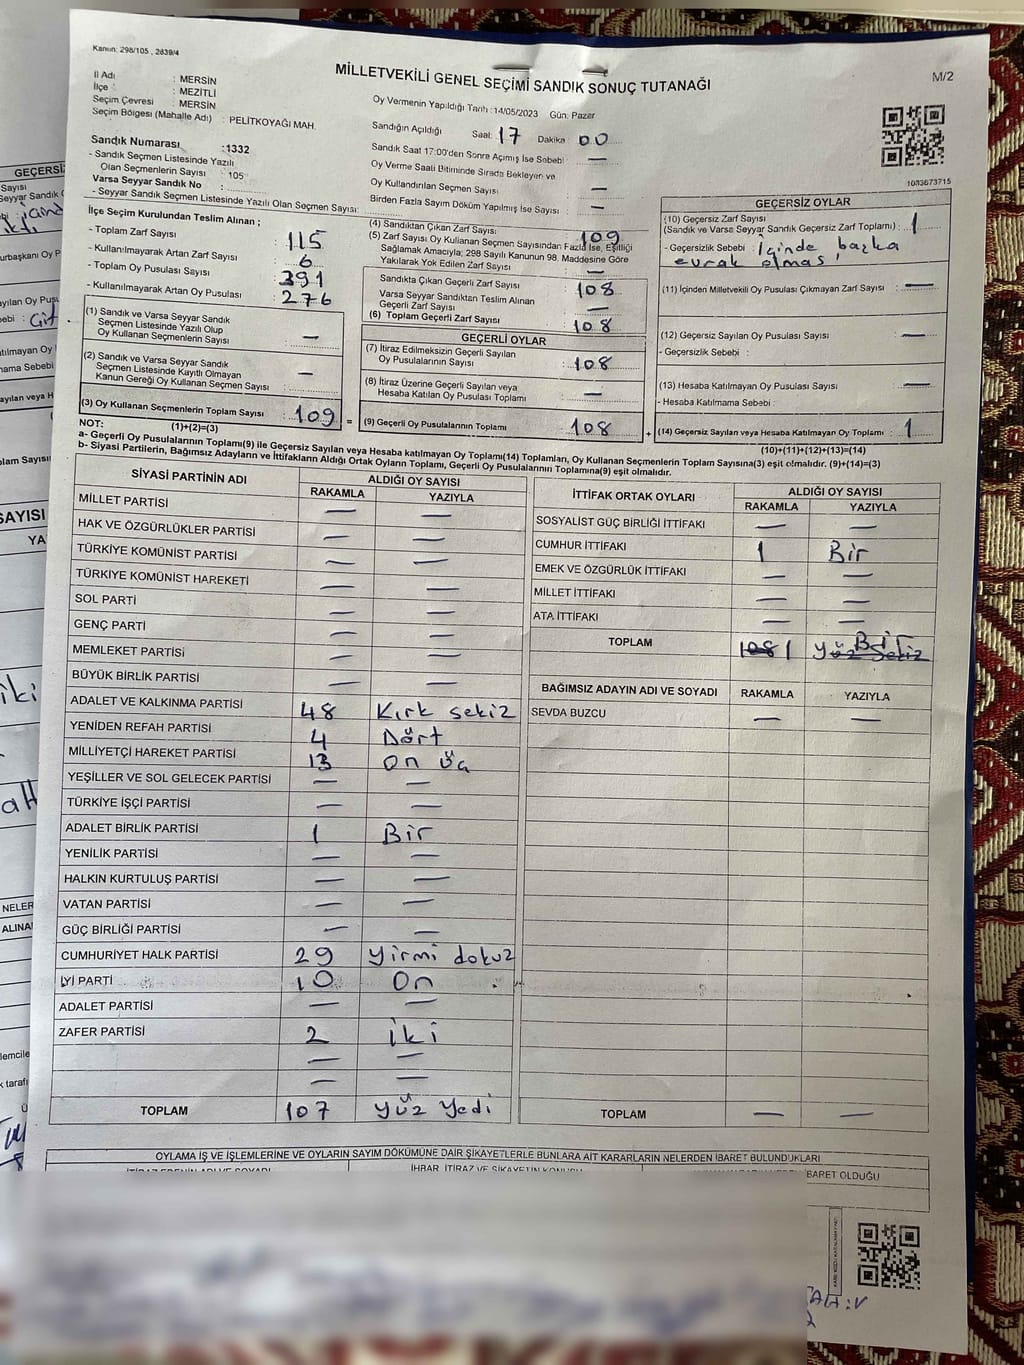 Kanun: 298/105 , 2839/4
MİLLETVEKİLİ GENEL SEÇİMİ SANDIK SONUÇ TUTANAĞI
M/2
İl Adı : MERSİN
İlçe : MEZİTLİ
Seçim Çevresi : MERSİN
Seçim Bölgesi (Mahalle Adı) : PELİTKOYAĞI MAH.
Oy Vermenin Yapıldığı Tarih :14/05/2023 Gün: Pazar
Sandığın Açıldığı Saat: 17 Dakika 00
Sandık Saat 17:00'den Sonra Açımış İse Sebebi —
Oy Verme Saati Bitiminde Sırada Bekleyen ve
Oy Kullandırılan Seçmen Sayısı —
Birden Fazla Sayım Döküm Yapılmış İse Sayısı —
Sandık Numarası :1332
- Sandık Seçmen Listesinde Yazılı
Olan Seçmenlerin Sayısı : 105
Varsa Seyyar Sandık No :
- Seyyar Sandık Seçmen Listesinde Yazılı Olan Seçmen Sayısı:
1003673715
İlçe Seçim Kurulundan Teslim Alınan ;
- Toplam Zarf Sayısı : 115
- Kullanılmayarak Artan Zarf Sayısı : 6
- Toplam Oy Pusulası Sayısı : 391
- Kullanılmayarak Artan Oy Pusulası : 276
(1) Sandık ve Varsa Seyyar Sandık
Seçmen Listesinde Yazılı Olup
Oy Kullanan Seçmenlerin Sayısı : —
(2) Sandık ve Varsa Seyyar Sandık
Seçmen Listesinde Kayıtlı Olmayan
Kanun Gereği Oy Kullanan Seçmen Sayısı : —
(3) Oy Kullanan Seçmenlerin Toplam Sayısı : 109 =
(1)+(2)=(3)
(4) Sandıktan Çıkan Zarf Sayısı : 109
(5) Zarf Sayısı Oy Kullanan Seçmen Sayısından Fazla İse, Eşitliği
Sağlamak Amacıyla; 298 Sayılı Kanunun 98. Maddesine Göre
Yakılarak Yok Edilen Zarf Sayısı : —
Sandıkta Çıkan Geçerli Zarf Sayısı : 108
Varsa Seyyar Sandıktan Teslim Alınan
Geçerli Zarf Sayısı : —
(6) Toplam Geçerli Zarf Sayısı : 108
GEÇERLİ OYLAR
(7) İtiraz Edilmeksizin Geçerli Sayılan
Oy Pusulalarının Sayısı : 108
(8) İtiraz Üzerine Geçerli Sayılan veya
Hesaba Katılan Oy Pusulaları Toplamı : —
(9) Geçerli Oy Pusulalarının Toplamı : 108 +
GEÇERSİZ OYLAR
(10) Geçersiz Zarf Sayısı
(Sandık ve Varsa Seyyar Sandık Geçersiz Zarf Toplamı) : 1
- Geçersizlik Sebebi : İçinde başka
evrak olması
(11) İçinden Milletvekili Oy Pusulası Çıkmayan Zarf Sayısı : —
(12) Geçersiz Sayılan Oy Pusulası Sayısı : —
- Geçersizlik Sebebi :
(13) Hesaba Katılmayan Oy Pusulası Sayısı : —
- Hesaba Katılmama Sebebi :
(14) Geçersiz Sayılan veya Hesaba Katılmayan Oy Toplamı : 1
(10)+(11)+(12)+(13)=(14)
NOT:
a- Geçerli Oy Pusulalarının Toplamı(9) ile Geçersiz Sayılan veya Hesaba katılmayan Oy Toplamı(14) Toplamları, Oy Kullanan Seçmenlerin Toplam Sayısına(3) eşit olmalıdır. (9)+(14)=(3)
b- Siyasi Partilerin, Bağımsız Adayların ve İttifakların Aldığı Ortak Oyların Toplamı, Geçerli Oy Pusulalarının Toplamına(9) eşit olmalıdır.
SİYASİ PARTİNİN ADI ALDIĞI OY SAYISI
RAKAMLA YAZIYLA
MİLLET PARTİSİ — —
HAK VE ÖZGÜRLÜKLER PARTİSİ — —
TÜRKİYE KOMÜNİST PARTİSİ — —
TÜRKİYE KOMÜNİST HAREKETİ — —
SOL PARTİ — —
GENÇ PARTİ — —
MEMLEKET PARTİSİ — —
BÜYÜK BİRLİK PARTİSİ — —
ADALET VE KALKINMA PARTİSİ 48 Kırk sekiz
YENİDEN REFAH PARTİSİ 4 Dört
MİLLİYETÇİ HAREKET PARTİSİ 13 On üç
YEŞİLLER VE SOL GELECEK PARTİSİ — —
TÜRKİYE İŞÇİ PARTİSİ — —
ADALET BİRLİK PARTİSİ 1 Bir
YENİLİK PARTİSİ — —
HALKIN KURTULUŞ PARTİSİ — —
VATAN PARTİSİ — —
GÜÇ BİRLİĞİ PARTİSİ — —
CUMHURİYET HALK PARTİSİ 29 Yirmi dokuz
İYİ PARTİ 10 On
ADALET PARTİSİ — —
ZAFER PARTİSİ 2 İki
— —
— —
TOPLAM 107 Yüz Yedi
İTTİFAK ORTAK OYLARI ALDIĞI OY SAYISI
RAKAMLA YAZIYLA
SOSYALİST GÜÇ BİRLİĞİ İTTİFAKI — —
CUMHUR İTTİFAKI 1 Bir
EMEK VE ÖZGÜRLÜK İTTİFAKI — —
MİLLET İTTİFAKI — —
ATA İTTİFAKI — —
TOPLAM 108 1 Yüz Sekiz Bir
BAĞIMSIZ ADAYIN ADI VE SOYADI RAKAMLA YAZIYLA
SEVDA BUZCU — —
TOPLAM — —
OYLAMA İŞ VE İŞLEMLERİNE VE OYLARIN SAYIM DÖKÜMÜNE DAİR ŞİKAYETLERLE BUNLARA AİT KARARLARIN NELERDEN İBARET BULUNDUKLARI
İTİRAZ EDENİN ADI VE SOYADI İHBAR, İTİRAZ VE ŞİKAYETİN KONUSU İBARET OLDUĞU